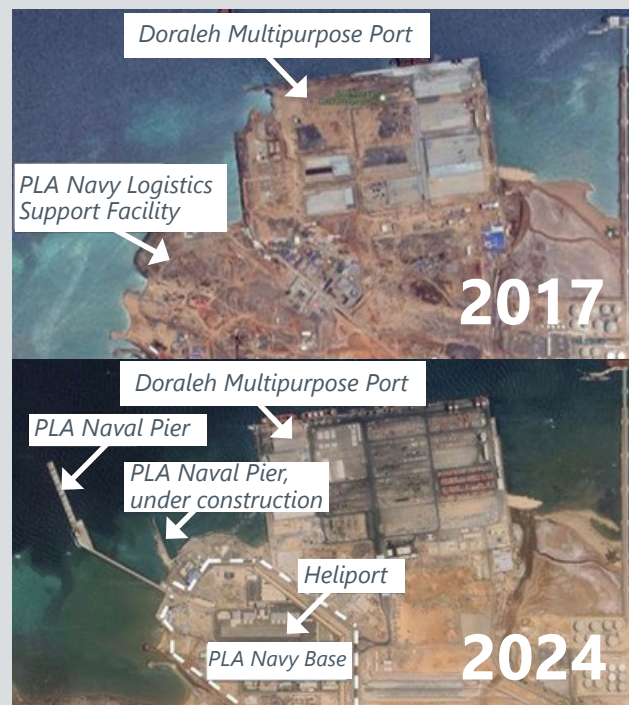 Doraleh Multipurpose Port
PLA Navy Logistics
Support Facility
2017
Doraleh Multipurpose Port
PLA Naval Pier
PLA Naval Pier,
under construction
Heliport
PLA Navy Base
2024